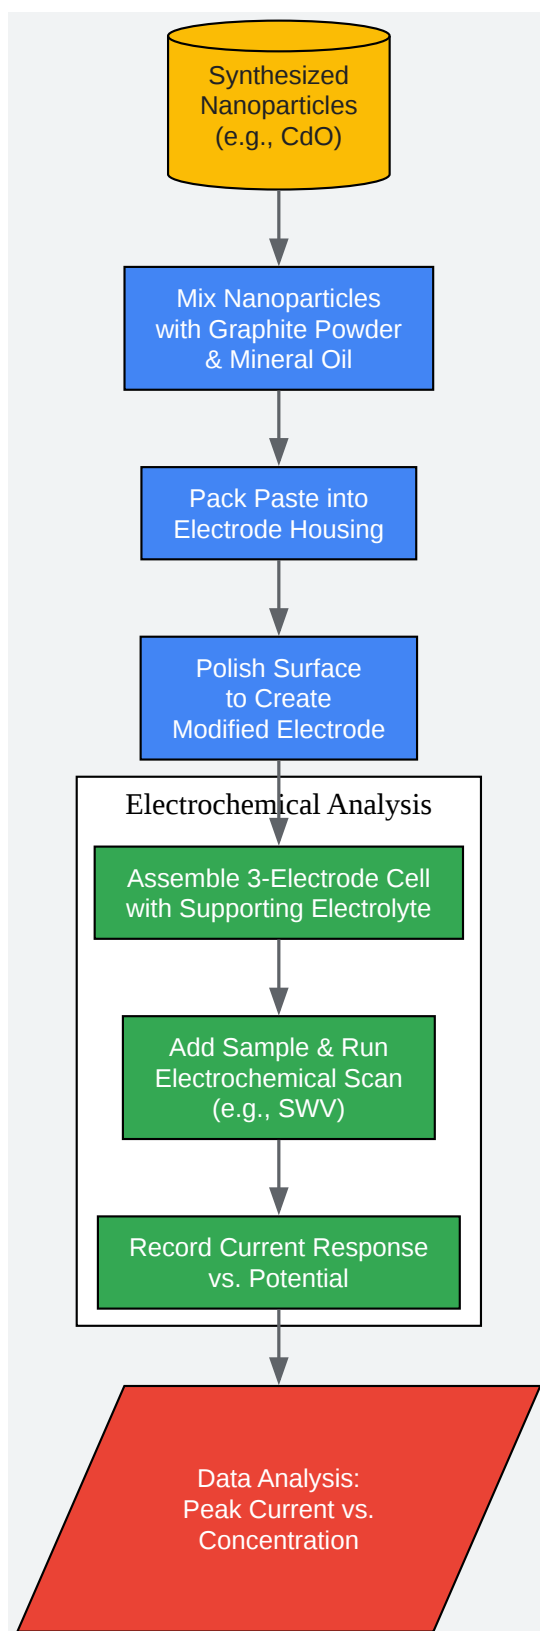 Synthesized
Nanoparticles
(e.g., CdO)
Mix Nanoparticles
with Graphite Powder
& Mineral Oil
Pack Paste into
Electrode Housing
Polish Surface
to Create
Modified Electrode
Electrochemical Analysis
Assemble 3-Electrode Cell
with Supporting Electrolyte
Add Sample & Run
Electrochemical Scan
(e.g., SWV)
Record Current Response
vs. Potential
Data Analysis:
Peak Current vs.
Concentration